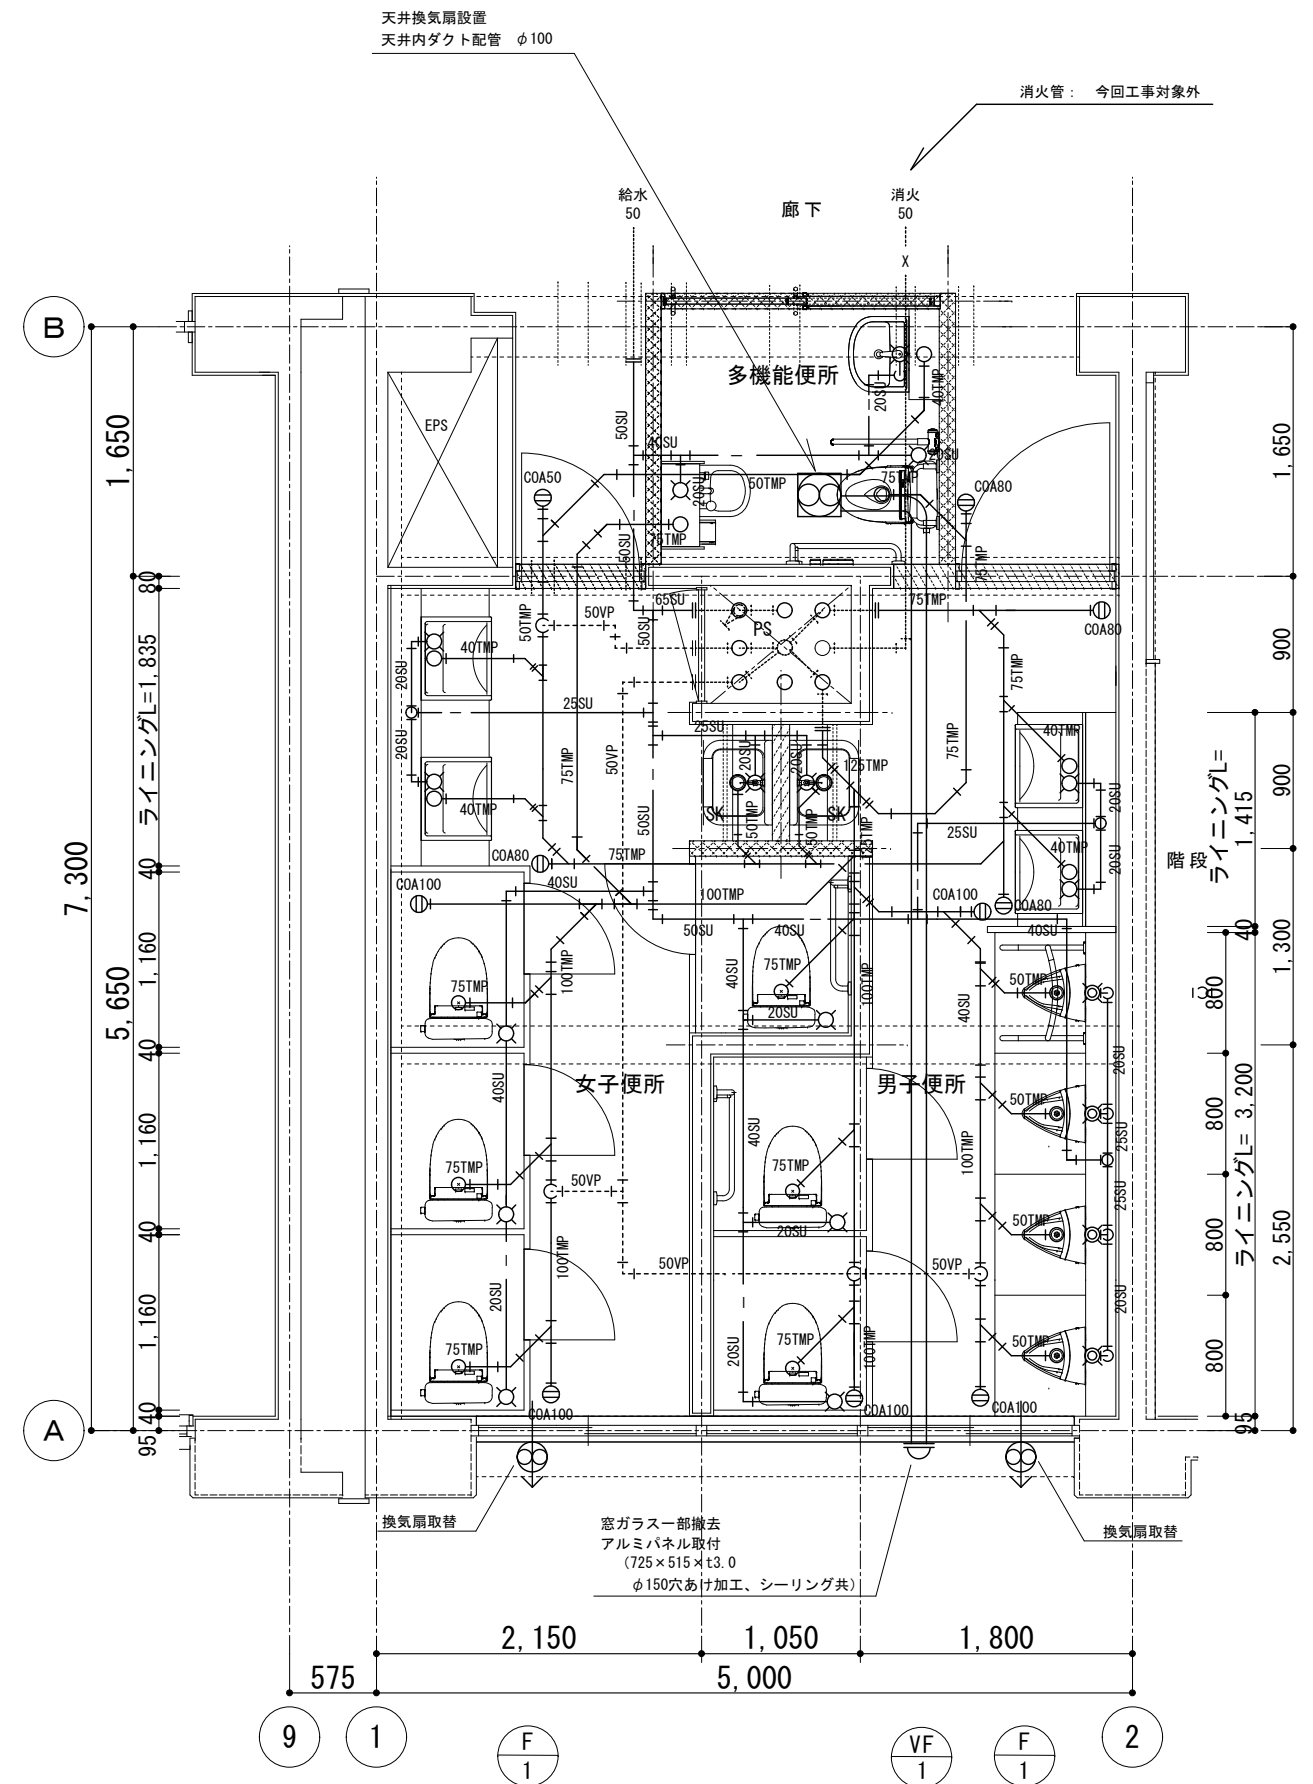 天井換気扇設置
天井内ダクト配管 φ100
消火管： 今回工事対象外
給水
50
廊下
消火
50
X
B
多機能便所
EPS
20SU
40TMP
50SU
40SU
20SU
COA50
20SU
50TMP
75TMP
COA80
75TMP
50SU
75TMP
1,650
1,650
80
50TMP
50VP
65SU
50SU
PS
75TMP
COA80
900
ライニングL=1,835
20SU
40TMP
75TMP
25SU
25SU
20SU
20SU
20SU
40TMP
75TMP
50VP
50SU
SK
SK
50TMP
50TMP
125TMP
125TMP
75TMP
40TMP
20SU
25SU
40TMP
20SU
900
ライニングL=
1,415
階段
7,300
5,650
40
COA80
75TMP
COA100
40SU
100TMP
COA100
COA80
50SU
40SU
40SU
40
1,300
1,160
75TMP
100TMP
40SU
75TMP
20SU
100TMP
40SU
50TMP
20SU
800
40
40SU
女子便所
男子便所
1,160
75TMP
40SU
75TMP
100TMP
50TMP
25SU
800
ライニングL= 3,200
50VP
20SU
25SU
40
50TMP
800
2,550
100TMP
50VP
50VP
1,160
20SU
75TMP
20SU
75TMP
100TMP
50TMP
20SU
800
40
95
A
COA100
COA100
COA100
95
換気扇取替
窓ガラス一部撤去
アルミパネル取付
（725×515×t3.0
φ150穴あけ加工、シーリング共）
換気扇取替
2,150
1,050
1,800
575
5,000
9
1
2
F
1
VF
1
F
1